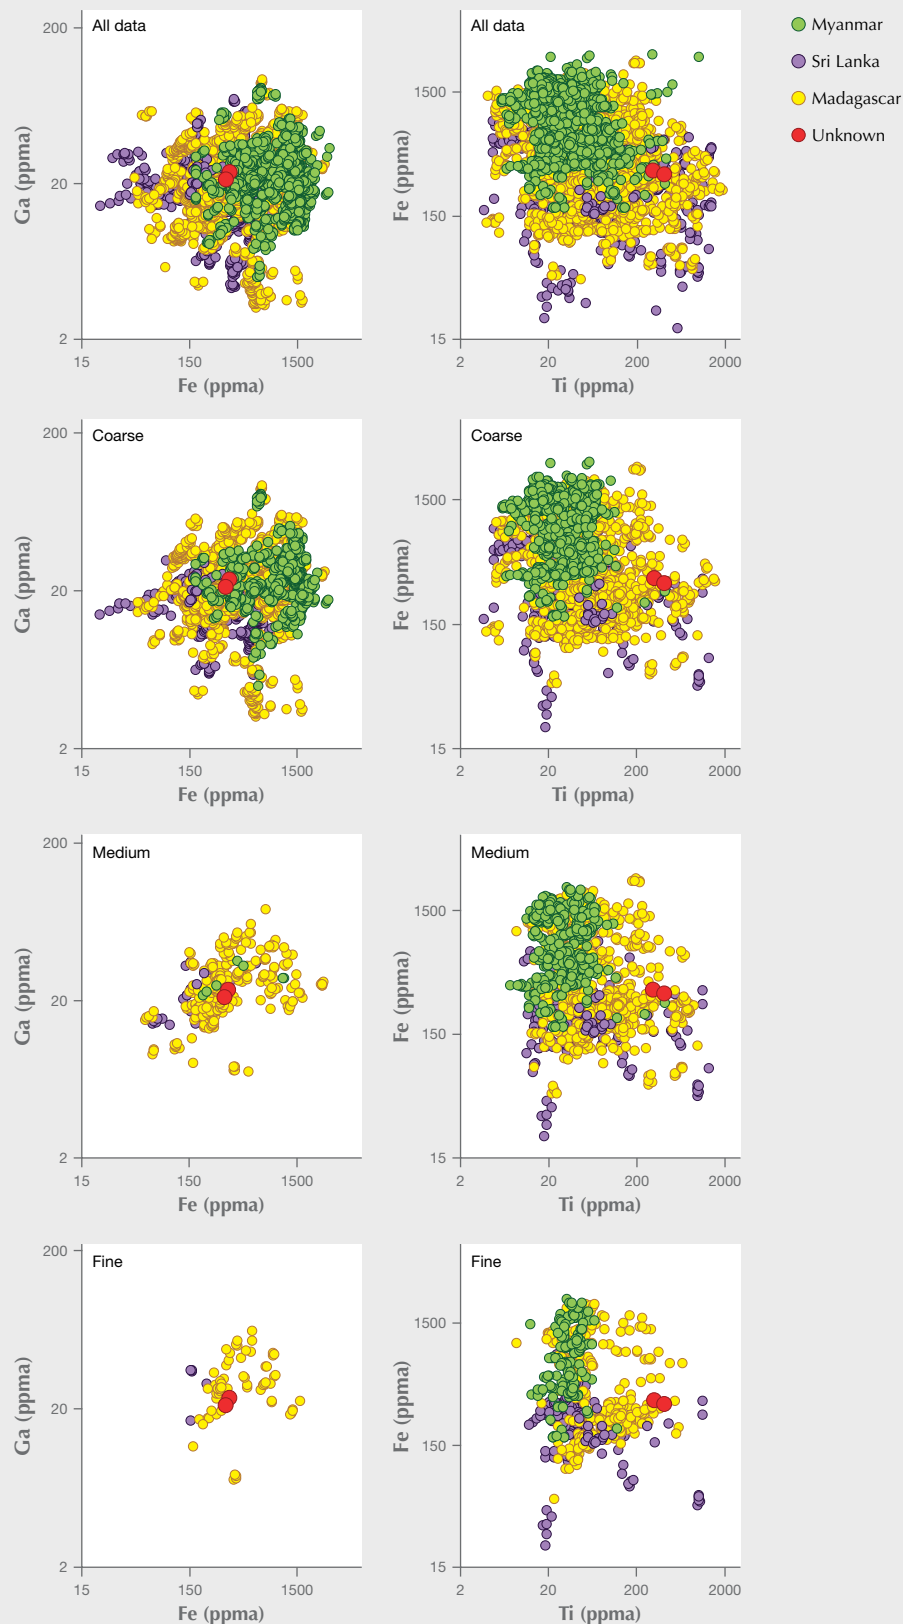 All data
200
20
2
Ga (ppma)
15
150
1500
Fe (ppma)
All data
1500
150
15
Fe (ppma)
2
20
200
2000
Ti (ppma)
Myanmar
Sri Lanka
Madagascar
Unknown
Coarse
200
20
2
Ga (ppma)
15
150
1500
Fe (ppma)
Coarse
1500
150
15
Fe (ppma)
2
20
200
2000
Ti (ppma)
Medium
200
20
2
Ga (ppma)
15
150
1500
Fe (ppma)
Medium
1500
150
15
Fe (ppma)
2
20
200
2000
Ti (ppma)
Fine
200
20
2
Ga (ppma)
15
150
1500
Fe (ppma)
Fine
1500
150
15
Fe (ppma)
2
20
200
2000
Ti (ppma)